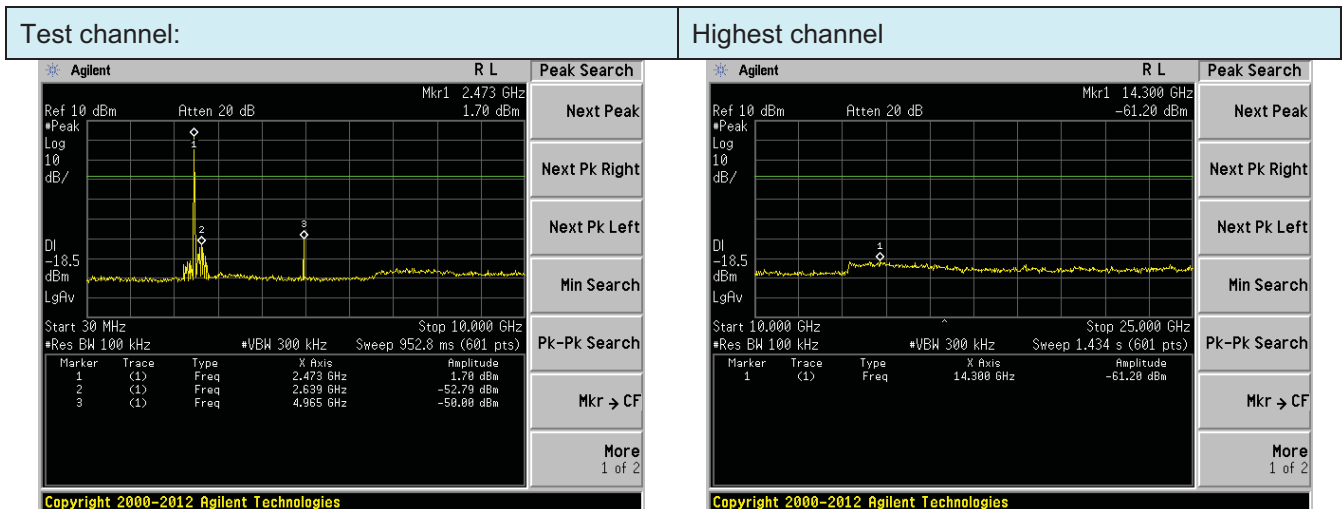 Test channel:
Highest channel
Agilent R L Peak Search
Mkr1 2.473 GHz
Ref 10 dBm Atten 20 dB 1.70 dBm
#Peak
Log
10
dB/
1
2
3
DI
-18.5
dBm
LgAv
Start 30 MHz Stop 10.000 GHz
#Res BW 100 kHz #VBW 300 kHz Sweep 952.8 ms (601 pts)
Marker Trace Type X Axis Amplitude
1 (1) Freq 2.473 GHz 1.70 dBm
2 (1) Freq 2.639 GHz -52.79 dBm
3 (1) Freq 4.965 GHz -50.00 dBm
Next Peak
Next Pk Right
Next Pk Left
Min Search
Pk-Pk Search
Mkr → CF
More
1 of 2
Copyright 2000-2012 Agilent Technologies
Agilent R L Peak Search
Mkr1 14.300 GHz
Ref 10 dBm Atten 20 dB -61.20 dBm
#Peak
Log
10
dB/
1
DI
-18.5
dBm
LgAv
Start 10.000 GHz ^ Stop 25.000 GHz
#Res BW 100 kHz #VBW 300 kHz Sweep 1.434 s (601 pts)
Marker Trace Type X Axis Amplitude
1 (1) Freq 14.300 GHz -61.20 dBm
Next Peak
Next Pk Right
Next Pk Left
Min Search
Pk-Pk Search
Mkr → CF
More
1 of 2
Copyright 2000-2012 Agilent Technologies